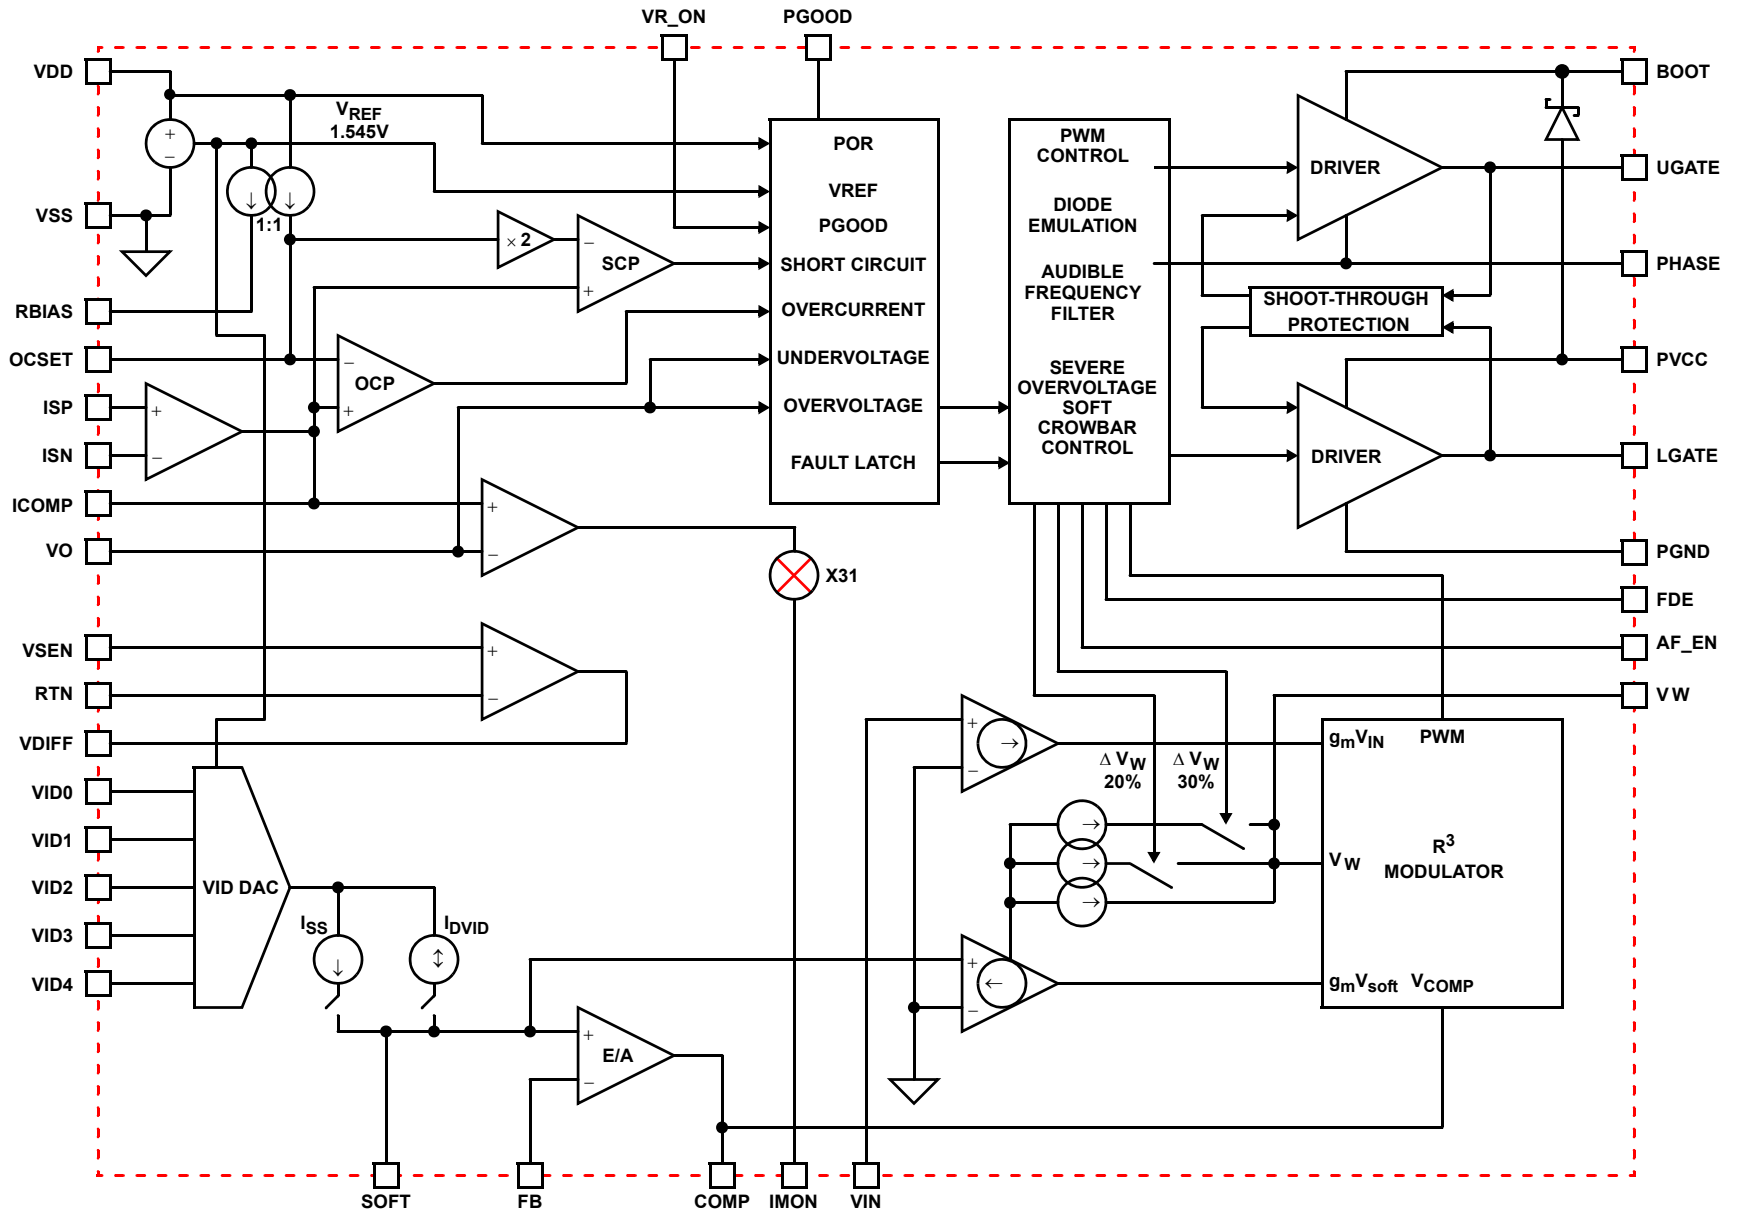 VR_ON
PGOOD
VDD
BOOT
VREF
1.545V
PWM
CONTROL
POR
DRIVER
UGATE
VREF
VSS
1:1
PGOOD
DIODE
EMULATION
× 2
SCP
SHORT CIRCUIT
AUDIBLE
FREQUENCY
FILTER
PHASE
RBIAS
OVERCURRENT
SHOOT-THROUGH
PROTECTION
OCSET
OCP
UNDERVOLTAGE
SEVERE
OVERVOLTAGE
SOFT
CROWBAR
CONTROL
PVCC
ISP
OVERVOLTAGE
ISN
FAULT LATCH
DRIVER
LGATE
ICOMP
VO
X31
PGND
FDE
VSEN
AF_EN
RTN
VW
VDIFF
gmVIN
PWM
Δ VW
20%
Δ VW
30%
VID0
VID1
VW
R3
MODULATOR
VID2
VID DAC
ISS
IDVID
VID3
VID4
gmVsoft
VCOMP
E/A
SOFT
FB
COMP
IMON
VIN